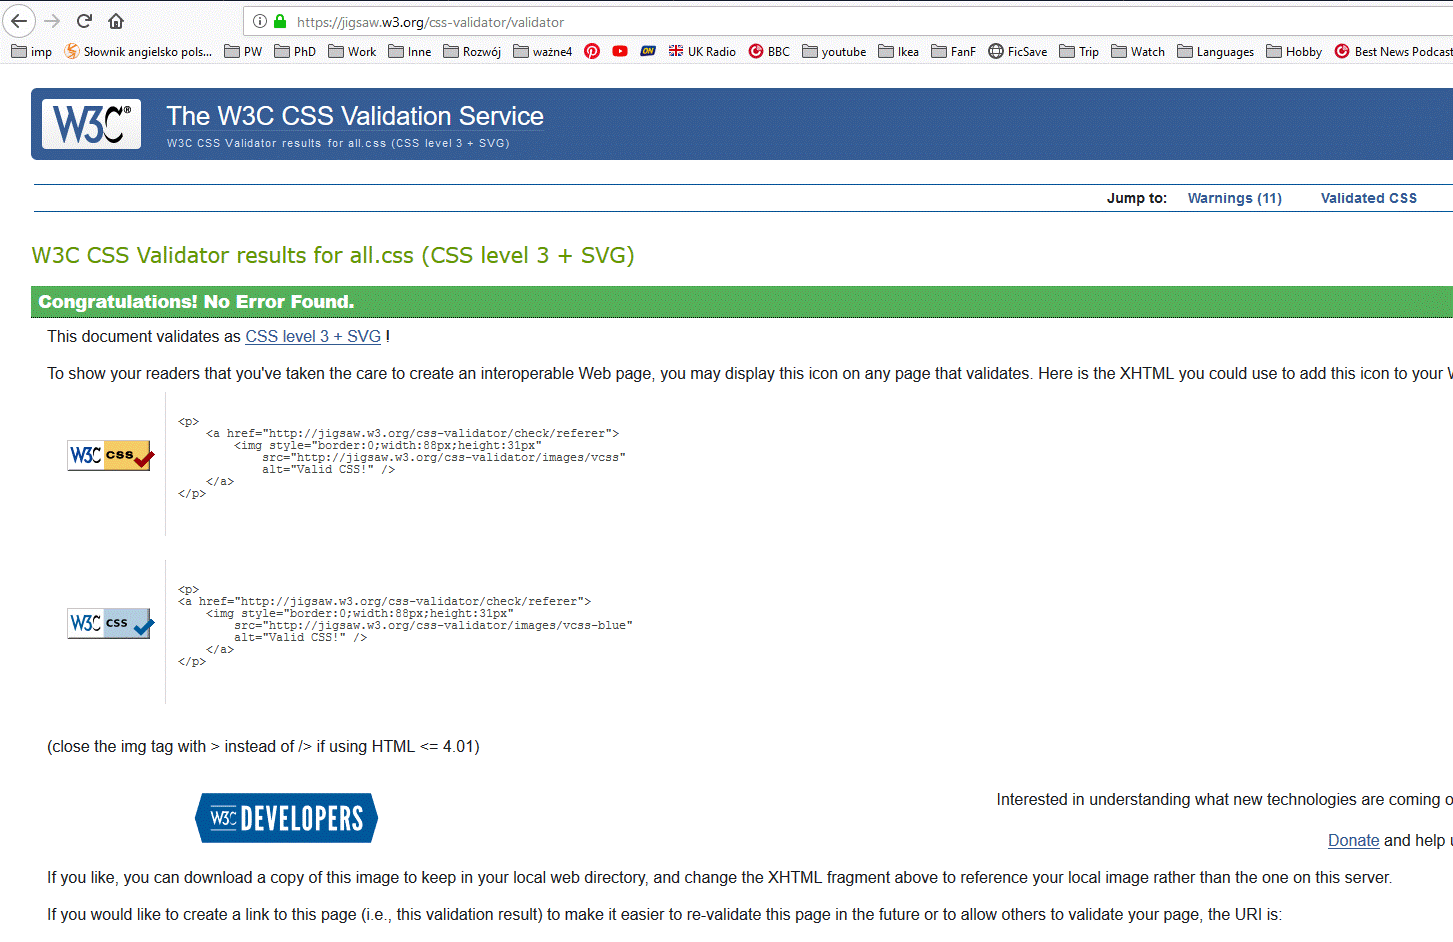 https://jigsaw.w3.org/css-validator/validator
imp Słownik angielsko pols... PW PhD Work Inne Rozwój ważne4 ON UK Radio BBC youtube Ikea FanF FicSave Trip Watch Languages Hobby Best News Podcast
W3C® The W3C CSS Validation Service
W3C CSS Validator results for all.css (CSS level 3 + SVG)
Jump to: Warnings (11) Validated CSS
W3C CSS Validator results for all.css (CSS level 3 + SVG)
Congratulations! No Error Found.
This document validates as CSS level 3 + SVG !
To show your readers that you've taken the care to create an interoperable Web page, you may display this icon on any page that validates. Here is the XHTML you could use to add this icon to your W
<p>
<a href="http://jigsaw.w3.org/css-validator/check/referer">
<img style="border:0;width:88px;height:31px"
W3C css
src="http://jigsaw.w3.org/css-validator/images/vcss"
alt="Valid CSS!" />
</a>
</p>
<p>
<a href="http://jigsaw.w3.org/css-validator/check/referer">
<img style="border:0;width:88px;height:31px"
W3C css
src="http://jigsaw.w3.org/css-validator/images/vcss-blue"
alt="Valid CSS!" />
</a>
</p>
(close the img tag with > instead of /> if using HTML <= 4.01)
Interested in understanding what new technologies are coming o
W3C DEVELOPERS
Donate and help u
If you like, you can download a copy of this image to keep in your local web directory, and change the XHTML fragment above to reference your local image rather than the one on this server.
If you would like to create a link to this page (i.e., this validation result) to make it easier to re-validate this page in the future or to allow others to validate your page, the URI is: